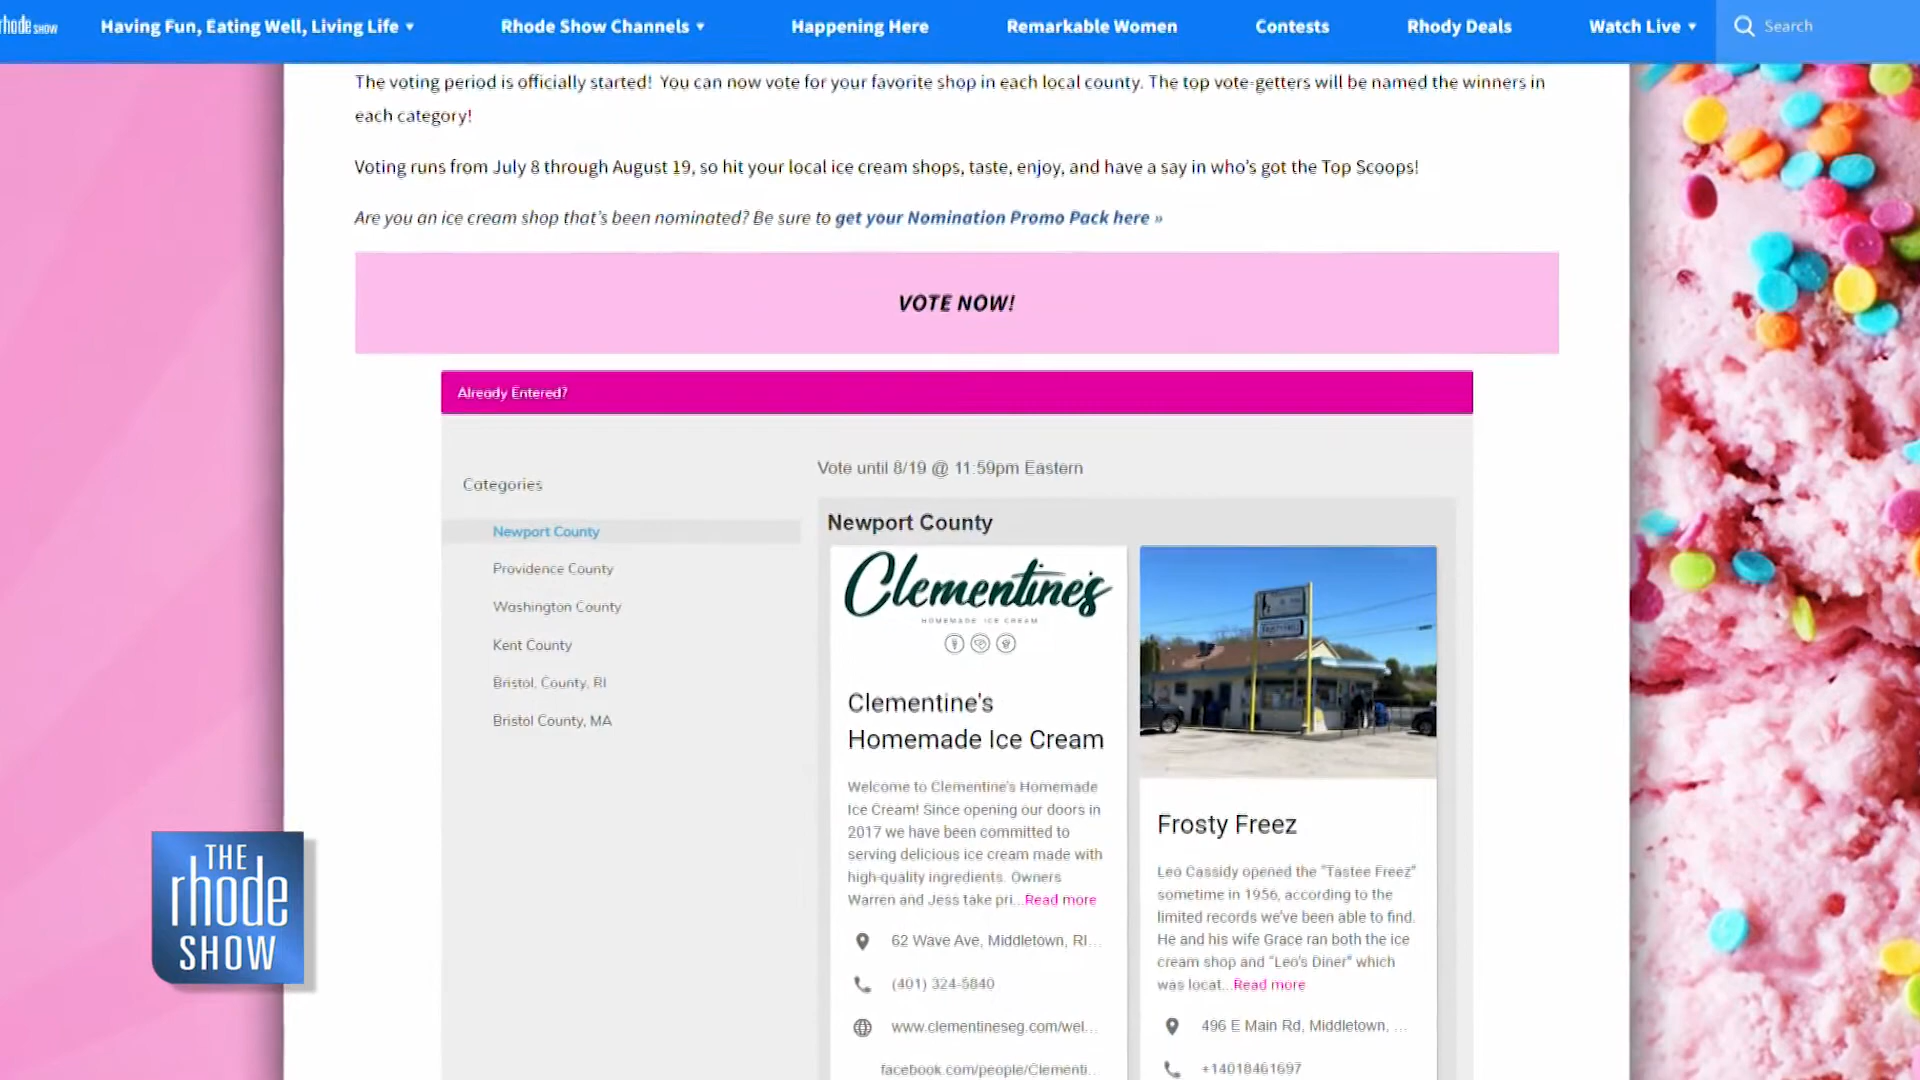 rhode SHOW
Having Fun, Eating Well, Living Life
Rhode Show Channels
Happening Here
Remarkable Women
Contests
Rhody Deals
Watch Live
Search
The voting period is officially started! You can now vote for your favorite shop in each local county. The top vote-getters will be named the winners in
each category!
Voting runs from July 8 through August 19, so hit your local ice cream shops, taste, enjoy, and have a say in who's got the Top Scoops!
Are you an ice cream shop that's been nominated? Be sure to get your Nomination Promo Pack here »
VOTE NOW!
Already Entered?
Categories
Newport County
Providence County
Washington County
Kent County
Bristol, County, RI
Bristol County, MA
Vote until 8/19 @ 11:59pm Eastern
Newport County
Clementine's
HOMEMADE ICE CREAM
Clementine's
Homemade Ice Cream
Welcome to Clementine's Homemade
Ice Cream! Since opening our doors in
2017 we have been committed to
serving delicious ice cream made with
high-quality ingredients. Owners
Warren and Jess take pri...Read more
62 Wave Ave, Middletown, RI...
(401) 324-5840
www.clementineseg.com/wel...
facebook.com/people/Clementi...
Frosty Freez
Leo Cassidy opened the "Tastee Freez"
sometime in 1956, according to the
limited records we've been able to find.
He and his wife Grace ran both the ice
cream shop and "Leo's Diner" which
was locat...Read more
496 E Main Rd, Middletown, ...
+14018461697
THE
rhode
SHOW